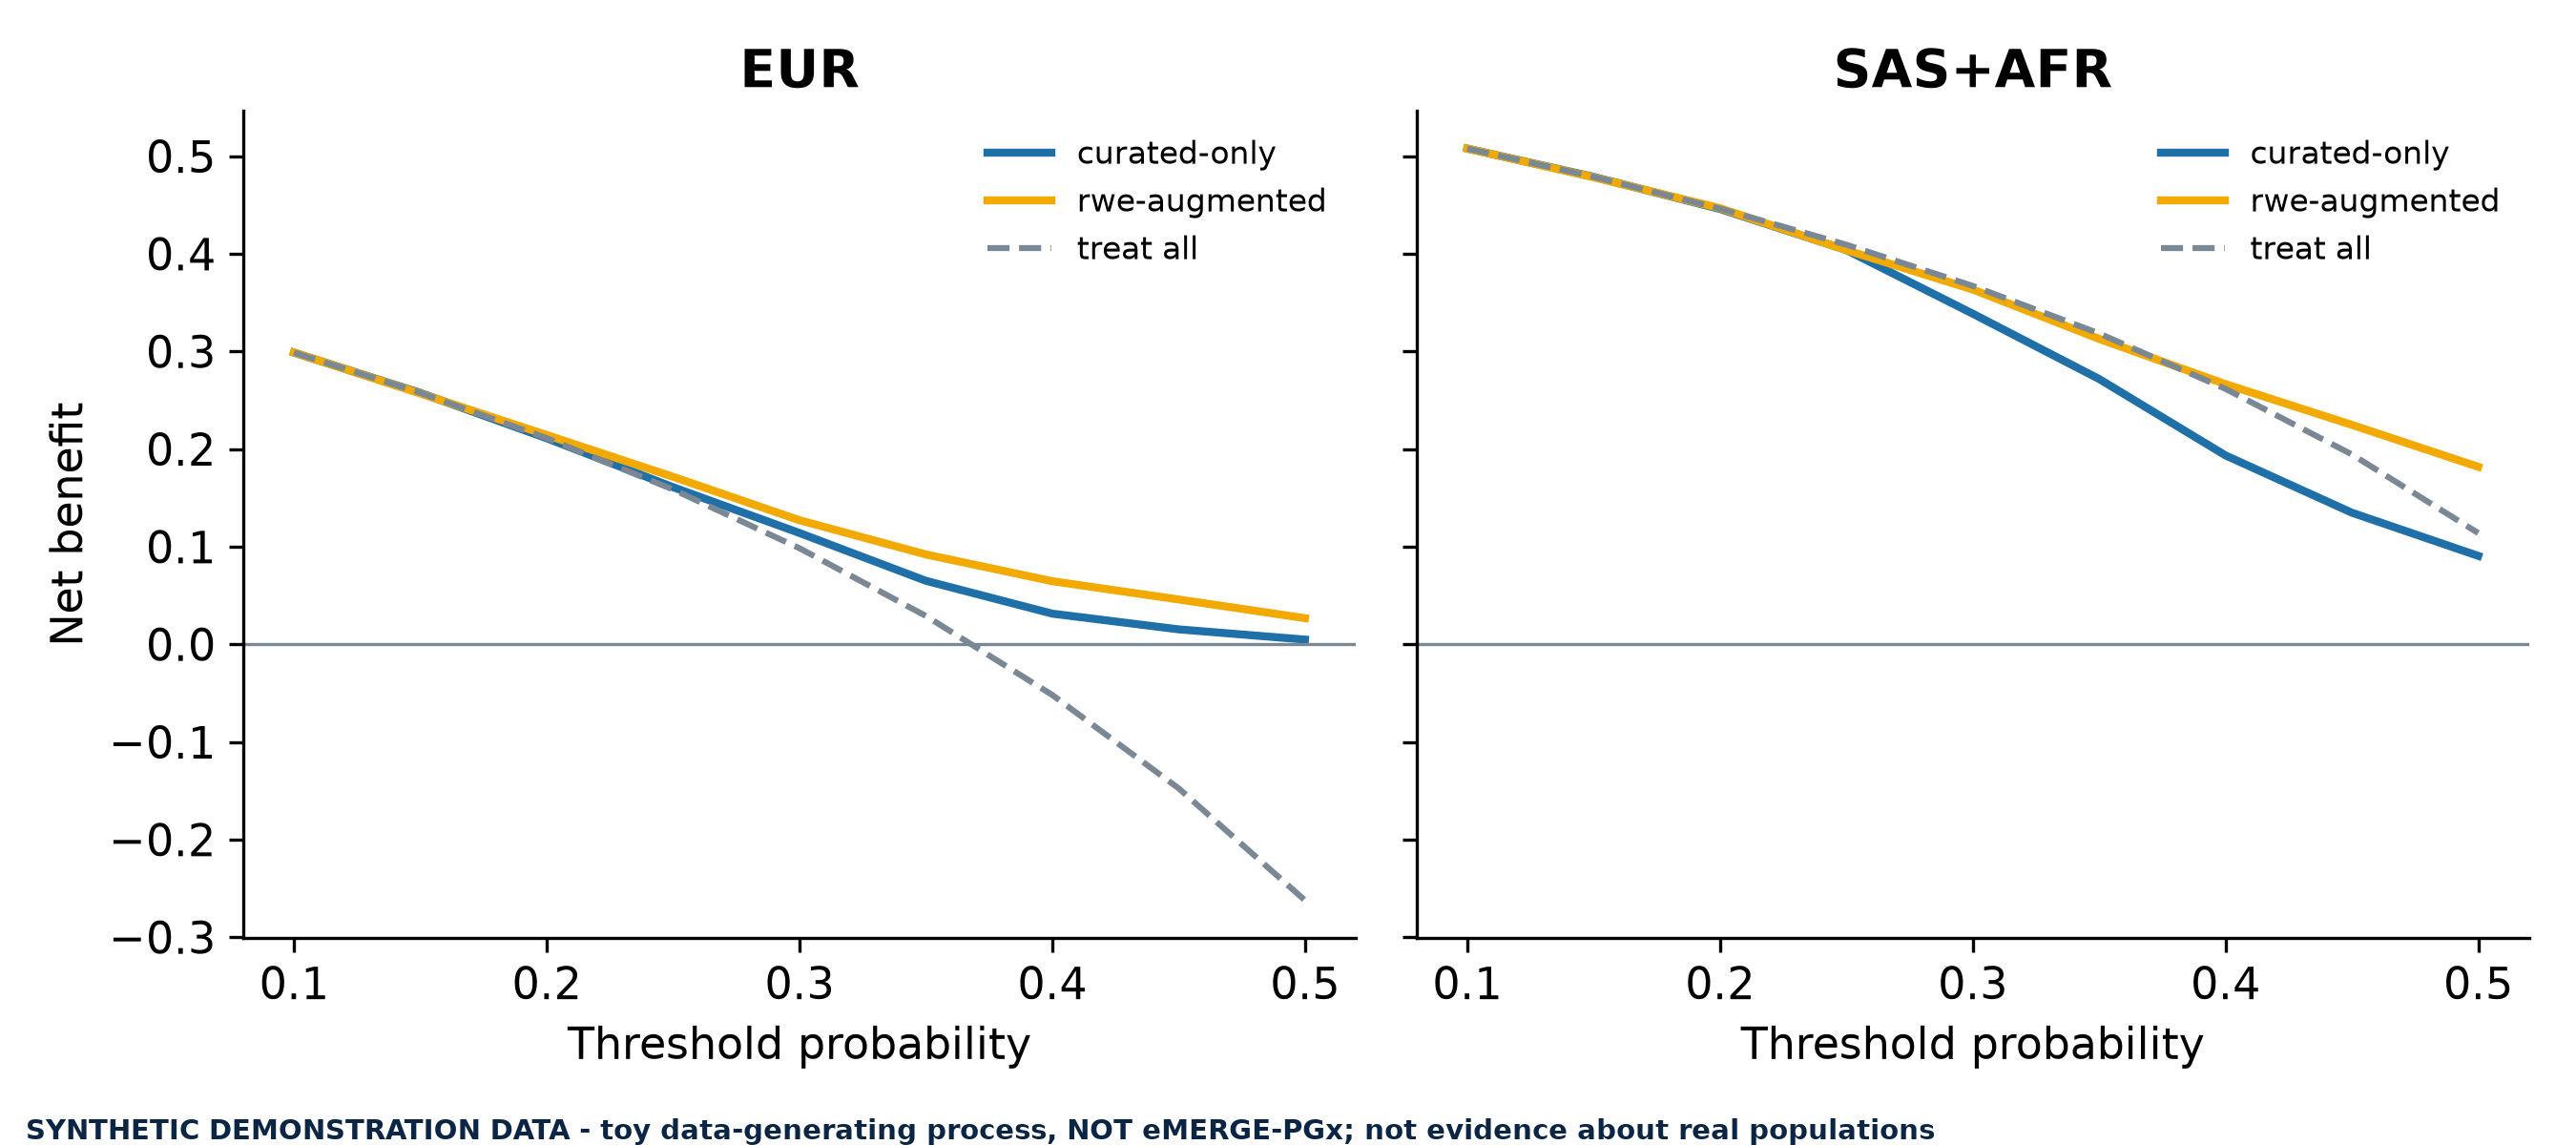 EUR
SAS+AFR
curated-only
rwe-augmented
treat all
curated-only
rwe-augmented
treat all
Net benefit
0.5
0.4
0.3
0.2
0.1
0.0
−0.1
−0.2
−0.3
0.1 0.2 0.3 0.4 0.5
0.1 0.2 0.3 0.4 0.5
Threshold probability
Threshold probability
SYNTHETIC DEMONSTRATION DATA - toy data-generating process, NOT eMERGE-PGx; not evidence about real populations